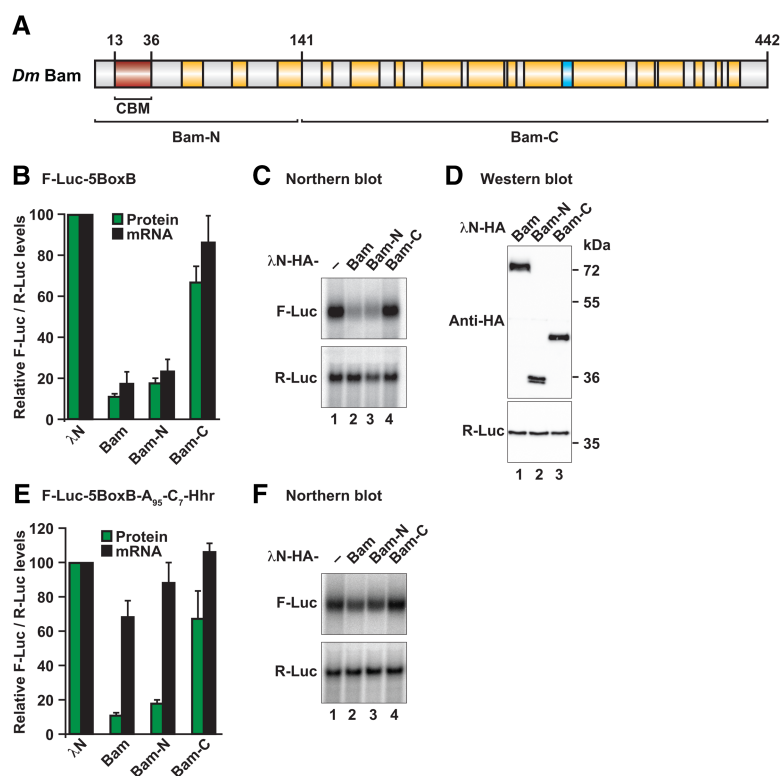 A
13 36 141 442
Dm Bam
CBM
Bam-N Bam-C
B F-Luc-5BoxB
Relative F-Luc / R-Luc levels
100
80
60
40
20
0
Protein
mRNA
λN Bam Bam-N Bam-C
C Northern blot
λN-HA- – Bam Bam-N Bam-C
F-Luc
R-Luc
1 2 3 4
D Western blot
λN-HA Bam Bam-N Bam-C
kDa
72
55
Anti-HA
36
R-Luc
35
1 2 3
E F-Luc-5BoxB-A95-C7-Hhr
Relative F-Luc / R-Luc levels
120
100
80
60
40
20
0
Protein
mRNA
λN Bam Bam-N Bam-C
F Northern blot
λN-HA- – Bam Bam-N Bam-C
F-Luc
R-Luc
1 2 3 4